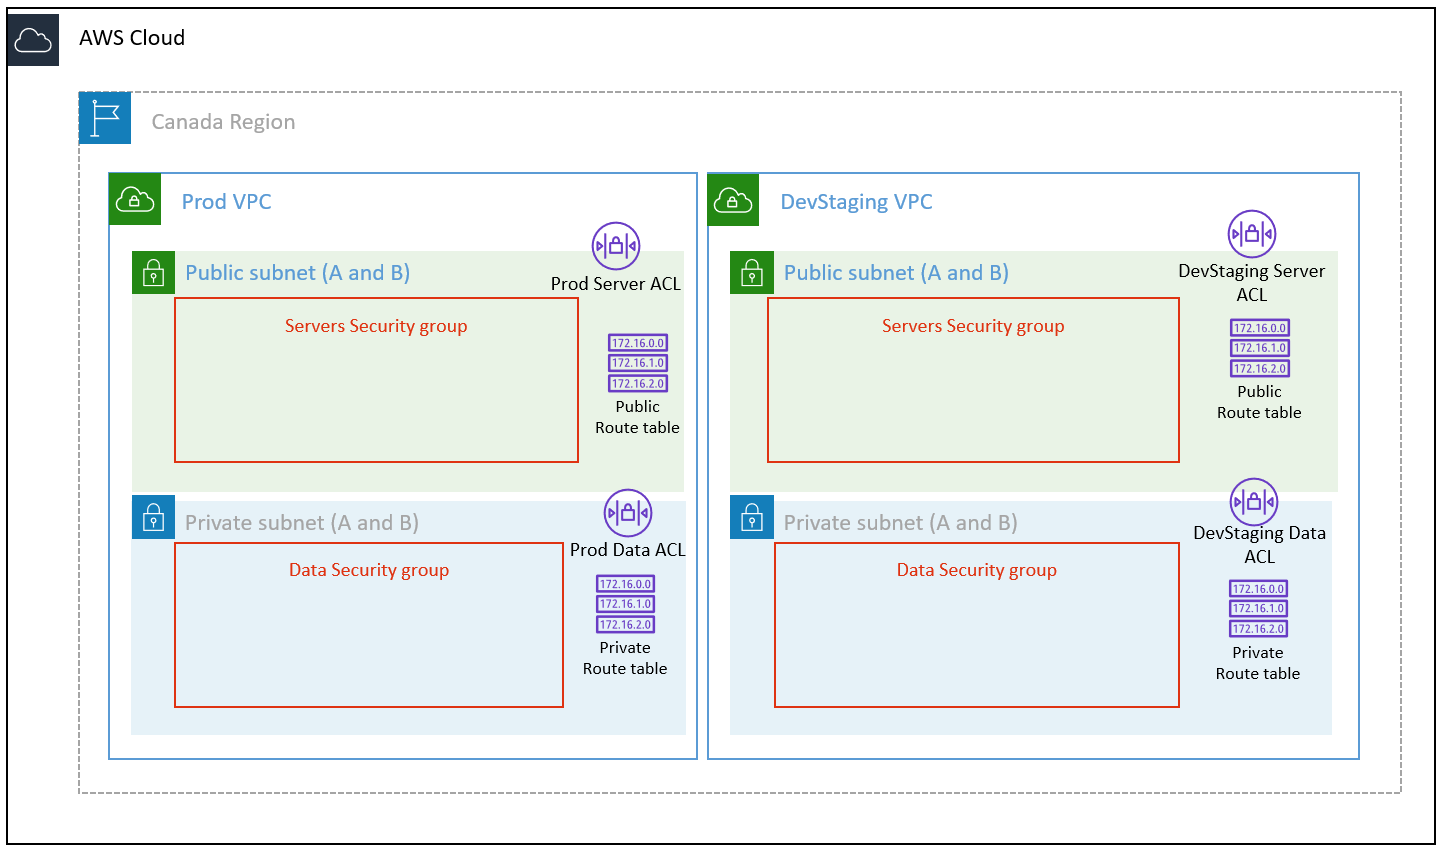 AWS Cloud
Canada Region
Prod VPC
Public subnet (A and B)
Prod Server ACL
Servers Security group
172.16.0.0
172.16.1.0
172.16.2.0
Public
Route table
Private subnet (A and B)
Prod Data ACL
Data Security group
172.16.0.0
172.16.1.0
172.16.2.0
Private
Route table
DevStaging VPC
Public subnet (A and B)
DevStaging Server
ACL
Servers Security group
172.16.0.0
172.16.1.0
172.16.2.0
Public
Route table
Private subnet (A and B)
DevStaging Data
ACL
Data Security group
172.16.0.0
172.16.1.0
172.16.2.0
Private
Route table